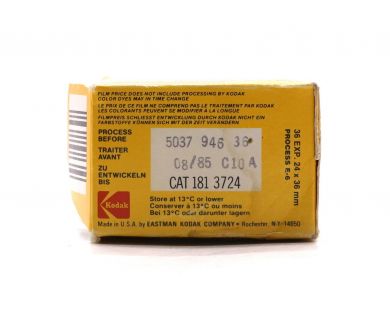 FILM PRICE DOES NOT INCLUDE PROCESSING BY KODAK
COLOR DYES MAY IN TIME CHANGE
LE PRIX DE CE FILM NE COMPREND PAS LE TRAITEMENT PAR KODAK
LES COLORANTS PEUVENT SE MODIFIER A LA LONGUE
FILMPREIS SCHLIESST ENTWICKLUNG DURCH KODAK NICHT EIN
FARBSTOFFE KÖNNEN SICH MIT DER ZEIT VERÄNDERN
PROCESS
BEFORE
TRAITER
AVANT
ZU
ENTWICKELN
BIS
5037 946 36
08/85 C10A
CAT 181 3724
36 EXP. 24 x 36 mm
PROCESS E-6
Store at 13°C or lower
Conserver à 13°C ou moins
Bei 13°C oder darunter lagern
Kodak
Made in U.S.A. by EASTMAN KODAK COMPANY • Rochester, N.Y. 14650